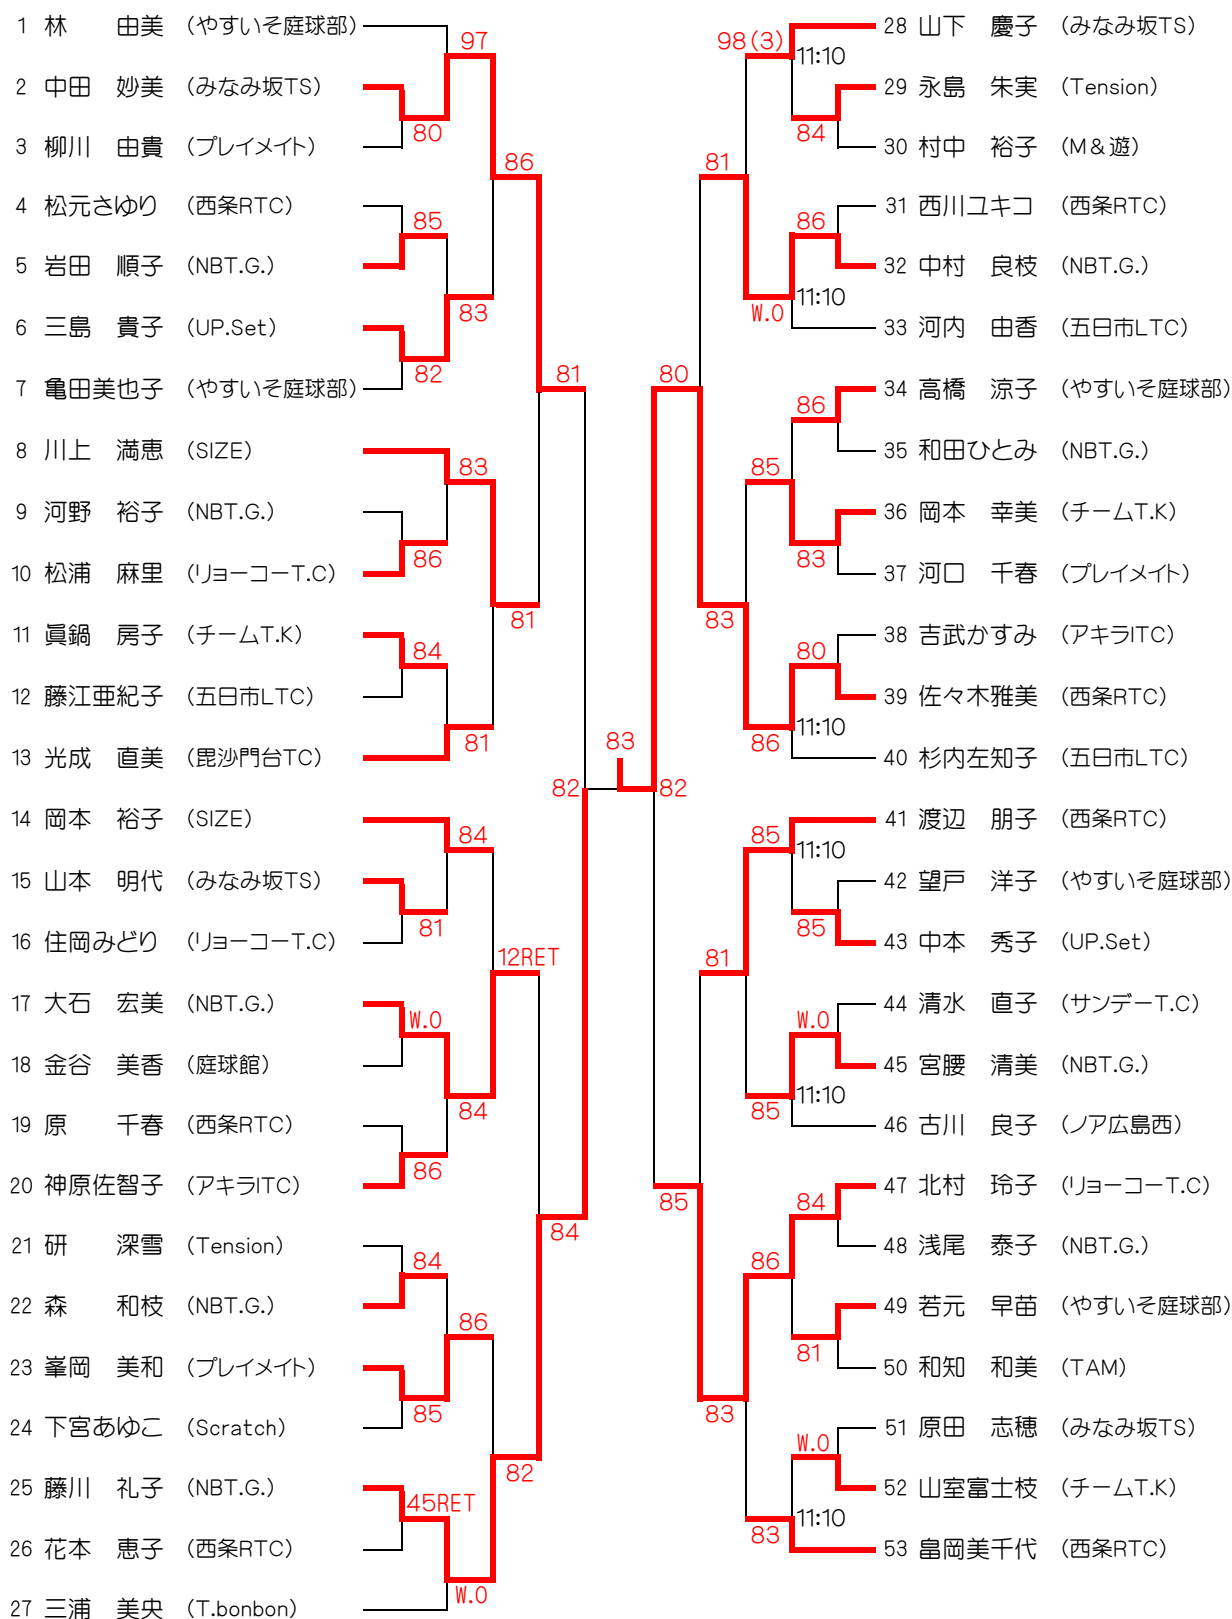 1 林　　由美 (やすいそ庭球部)
2 中田　妙美 (みなみ坂TS)
3 柳川　由貴 (プレイメイト)
4 松元さゆり (西条RTC)
5 岩田　順子 (NBT.G.)
6 三島　貴子 (UP.Set)
7 亀田美也子 (やすいそ庭球部)
8 川上　満恵 (SIZE)
9 河野　裕子 (NBT.G.)
10 松浦　麻里 (リョーコーT.C)
11 眞鍋　房子 (チームT.K)
12 藤江亜紀子 (五日市LTC)
13 光成　直美 (毘沙門台TC)
14 岡本　裕子 (SIZE)
15 山本　明代 (みなみ坂TS)
16 住岡みどり (リョーコーT.C)
17 大石　宏美 (NBT.G.)
18 金谷　美香 (庭球館)
19 原　　千春 (西条RTC)
20 神原佐智子 (アキラITC)
21 研　　深雪 (Tension)
22 森　　和枝 (NBT.G.)
23 峯岡　美和 (プレイメイト)
24 下宮あゆこ (Scratch)
25 藤川　礼子 (NBT.G.)
26 花本　恵子 (西条RTC)
27 三浦　美央 (T.bonbon)
80
85
82
86
84
81
W.O
86
84
85
45RET
97
83
83
81
84
84
86
W.O
86
81
12RET
82
81
84
82
83
82
80
85
81
83
81
83
98(3)
W.O
85
86
85
85
86
83
11:10
84
86
11:10
86
83
80
11:10
11:10
85
W.O
11:10
84
81
W.O
11:10
28 山下　慶子 (みなみ坂TS)
29 永島　朱実 (Tension)
30 村中　裕子 (M&遊)
31 西川ユキコ (西条RTC)
32 中村　良枝 (NBT.G.)
33 河内　由香 (五日市LTC)
34 高橋　涼子 (やすいそ庭球部)
35 和田ひとみ (NBT.G.)
36 岡本　幸美 (チームT.K)
37 河口　千春 (プレイメイト)
38 吉武かすみ (アキラITC)
39 佐々木雅美 (西条RTC)
40 杉内左知子 (五日市LTC)
41 渡辺　朋子 (西条RTC)
42 望戸　洋子 (やすいそ庭球部)
43 中本　秀子 (UP.Set)
44 清水　直子 (サンデーT.C)
45 宮腰　清美 (NBT.G.)
46 古川　良子 (ノア広島西)
47 北村　玲子 (リョーコーT.C)
48 浅尾　泰子 (NBT.G.)
49 若元　早苗 (やすいそ庭球部)
50 和知　和美 (TAM)
51 原田　志穂 (みなみ坂TS)
52 山室富士枝 (チームT.K)
53 畠岡美千代 (西条RTC)